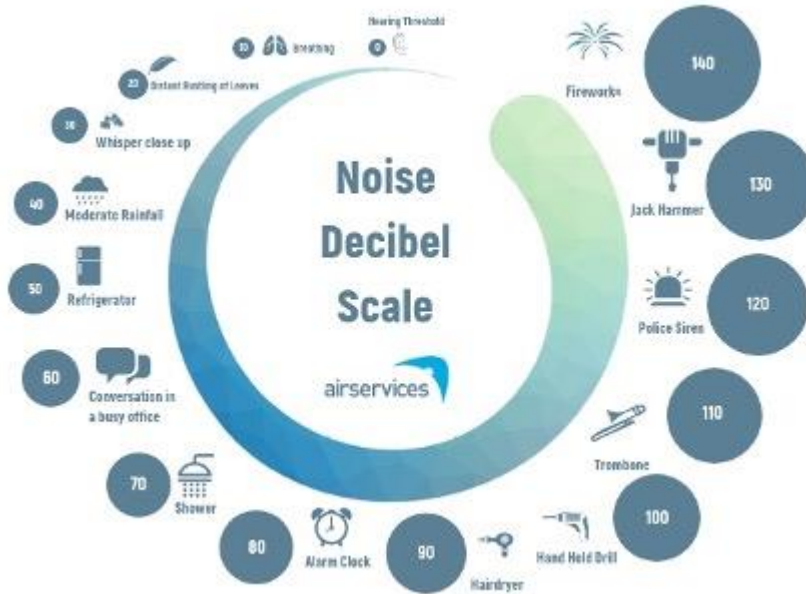 Hearing Threshold
0
10
Breathing
20
Distant Rustling of Leaves
30
Whisper close up
40
Moderate Rainfall
50
Refrigerator
60
Conversation in
a busy office
70
Shower
80
Alarm Clock
90
Hairdryer
100
Hand Held Drill
110
Trombone
120
Police Siren
130
Jack Hammer
140
Fireworks
Noise
Decibel
Scale
airservices